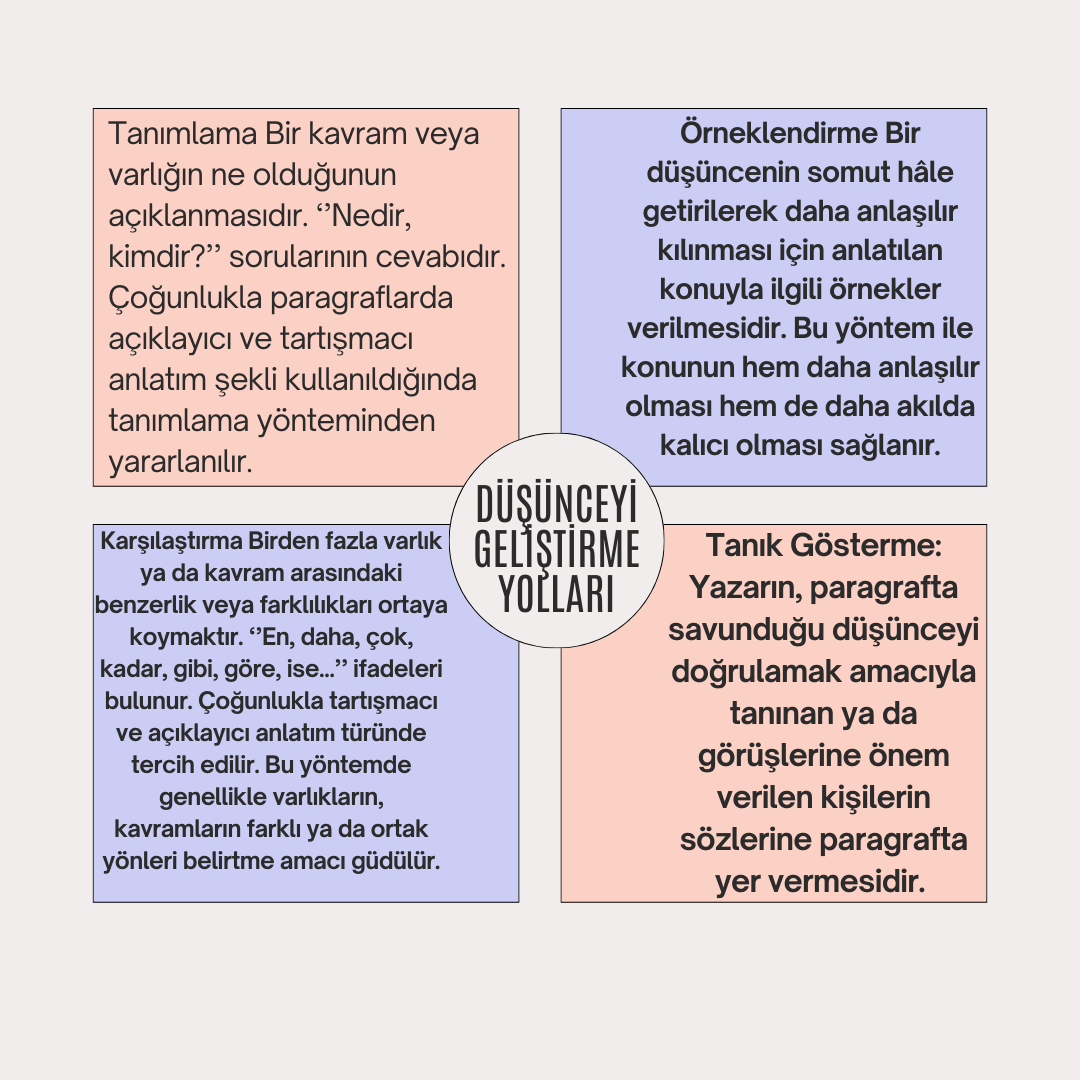 Tanımlama Bir kavram veya
varlığın ne olduğunun
açıklanmasıdır. ‘’Nedir,
kimdir?’’ sorularının cevabıdır.
Çoğunlukla paragraflarda
açıklayıcı ve tartışmacı
anlatım şekli kullanıldığında
tanımlama yönteminden
yararlanılır.
Örneklendirme Bir
düşüncenin somut hâle
getirilerek daha anlaşılır
kılınması için anlatılan
konuyla ilgili örnekler
verilmesidir. Bu yöntem ile
konunun hem daha anlaşılır
olması hem de daha akılda
kalıcı olması sağlanır.
DÜŞÜNCEYİ
GELİŞTİRME
YOLLARI
Karşılaştırma Birden fazla varlık
ya da kavram arasındaki
benzerlik veya farklılıkları ortaya
koymaktır. ‘’En, daha, çok,
kadar, gibi, göre, ise...’’ ifadeleri
bulunur. Çoğunlukla tartışmacı
ve açıklayıcı anlatım türünde
tercih edilir. Bu yöntemde
genellikle varlıkların,
kavramların farklı ya da ortak
yönleri belirtme amacı güdülür.
Tanık Gösterme:
Yazarın, paragrafta
savunduğu düşünceyi
doğrulamak amacıyla
tanınan ya da
görüşlerine önem
verilen kişilerin
sözlerine paragrafta
yer vermesidir.